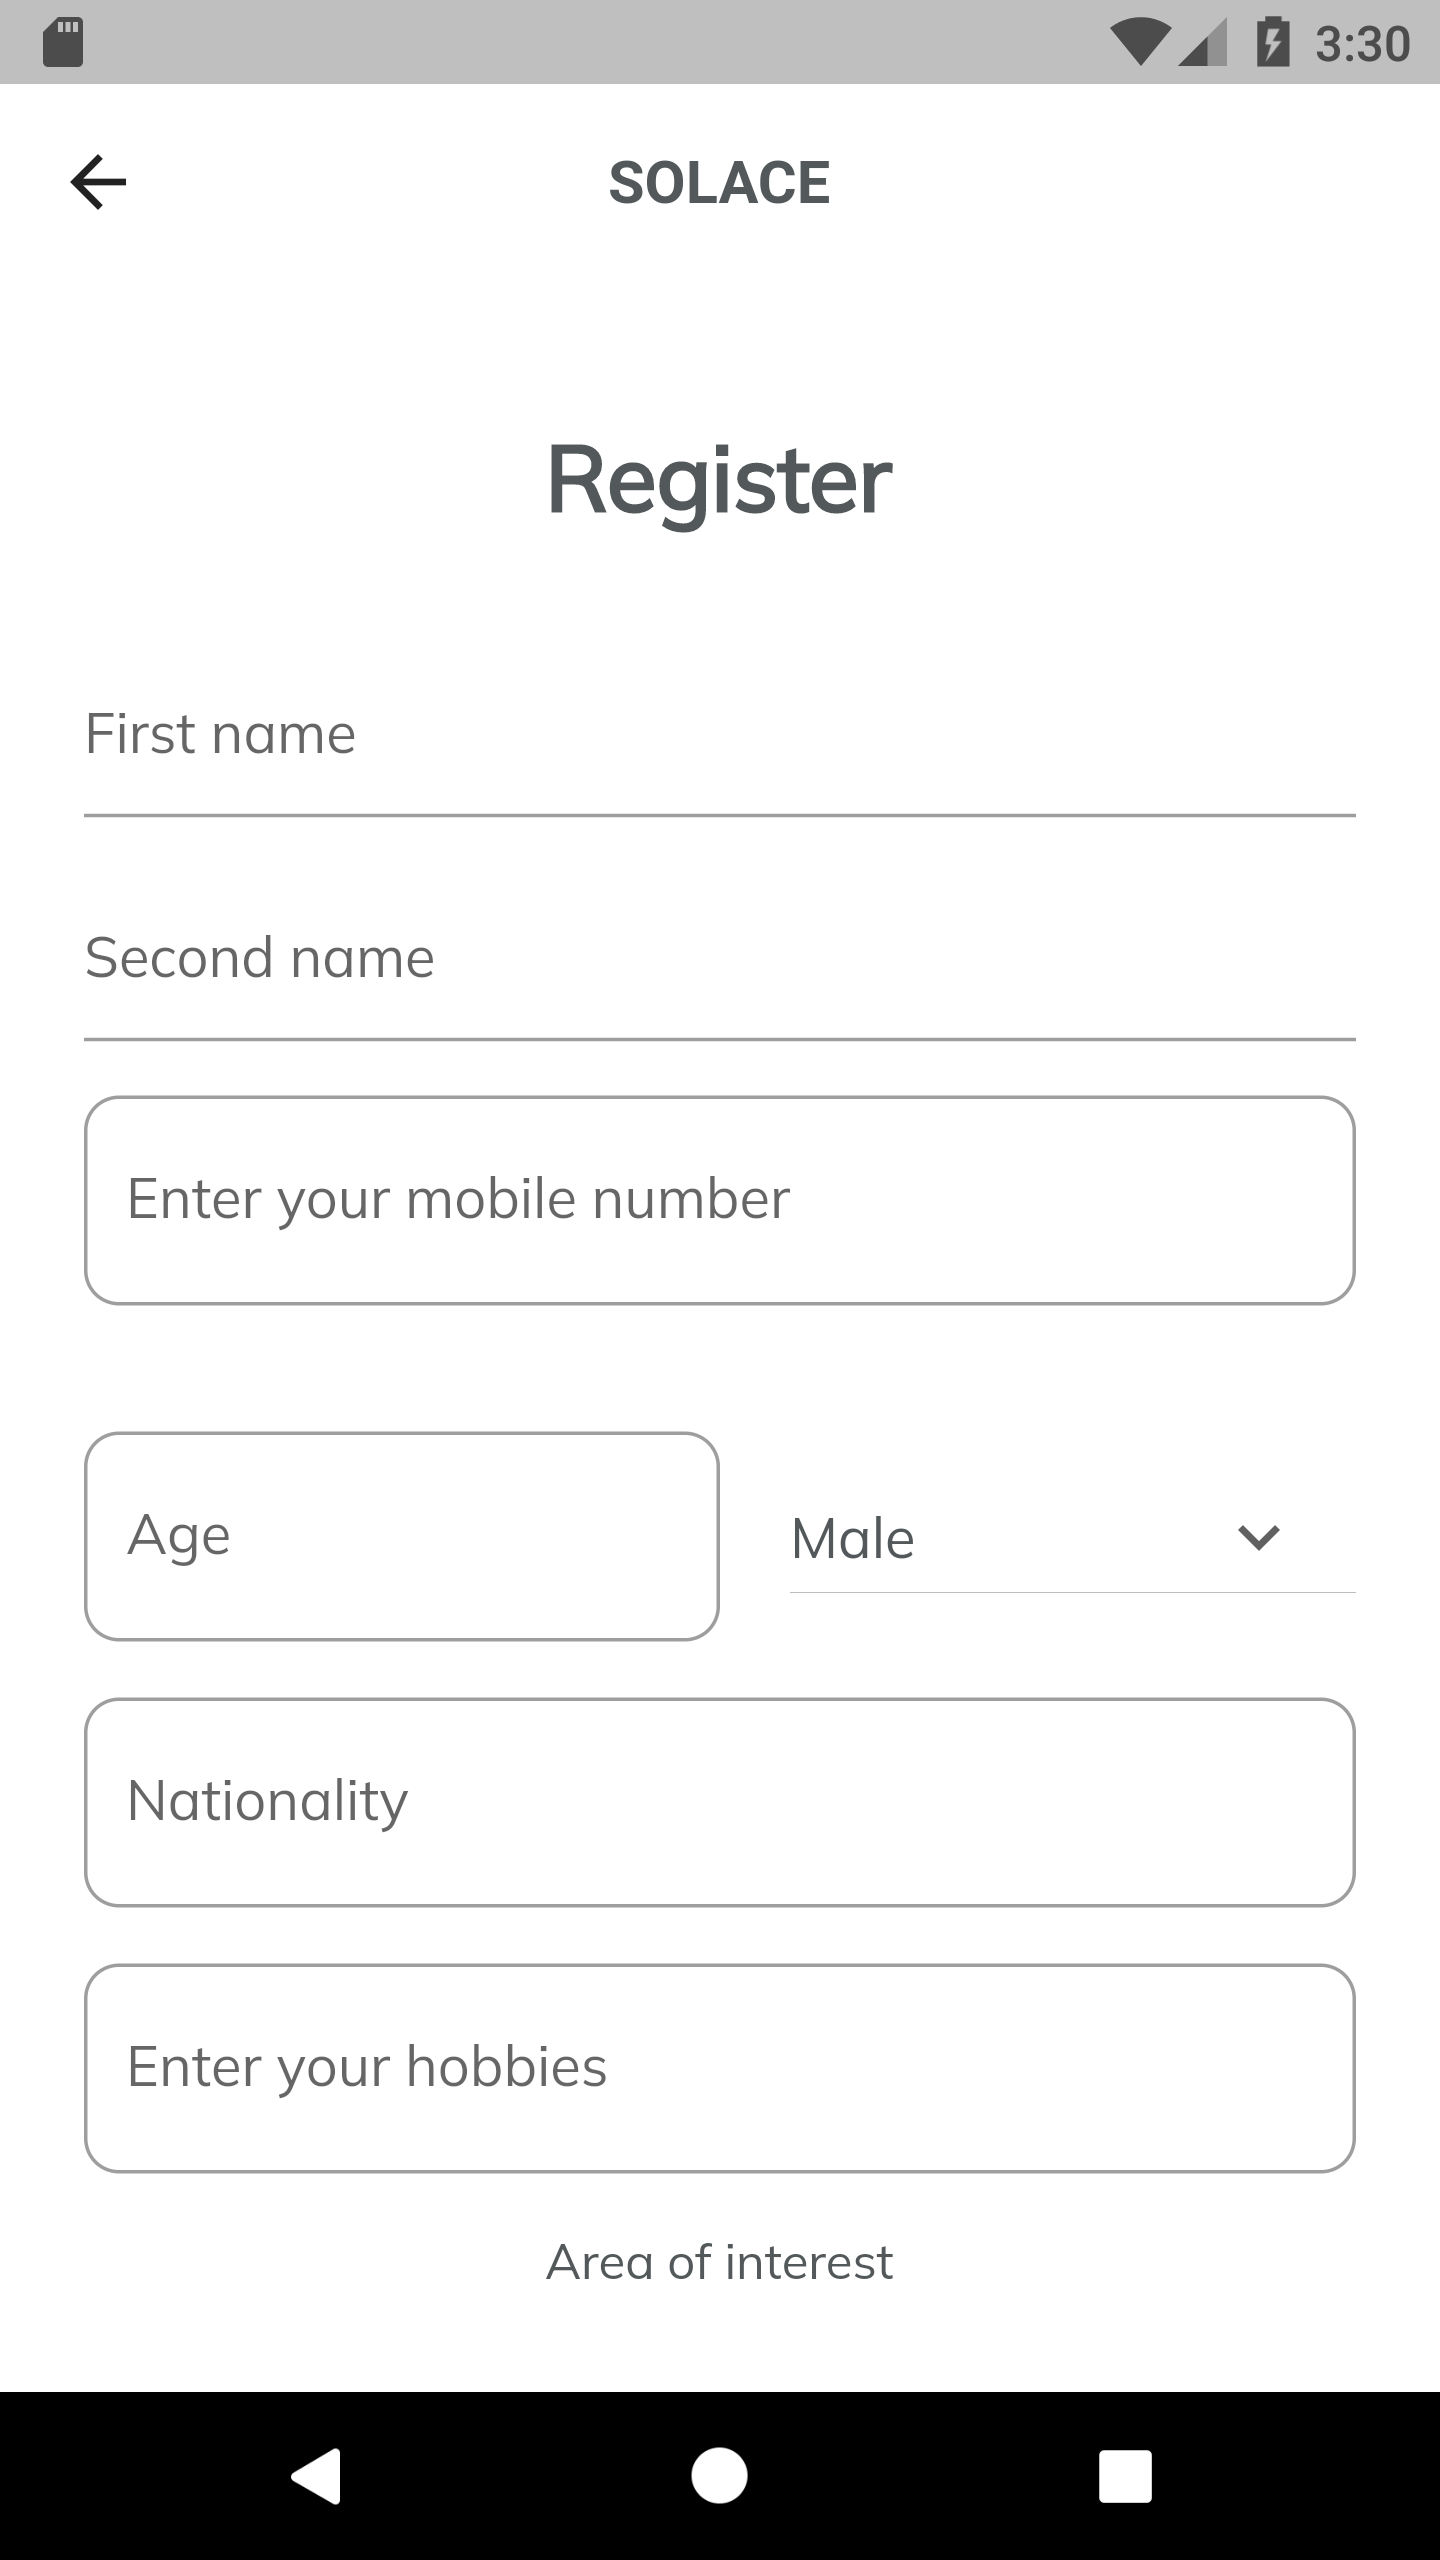 3:30
SOLACE
Register
First name
Second name
Enter your mobile number
Age
Male
Nationality
Enter your hobbies
Area of interest